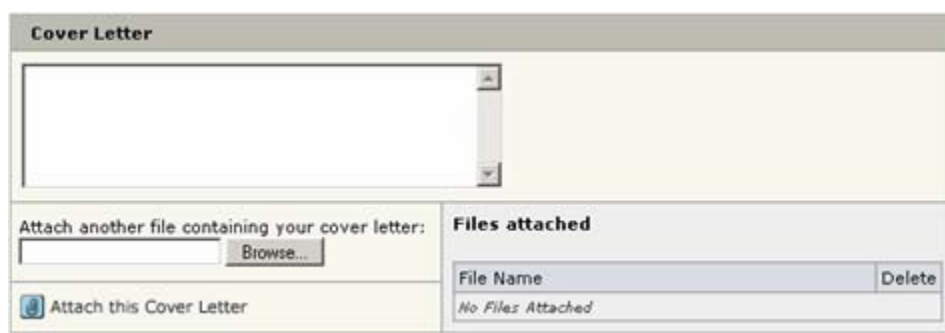 Cover Letter
Attach another file containing your cover letter:
Browse...
Attach this Cover Letter
Files attached
File Name Delete
No Files Attached